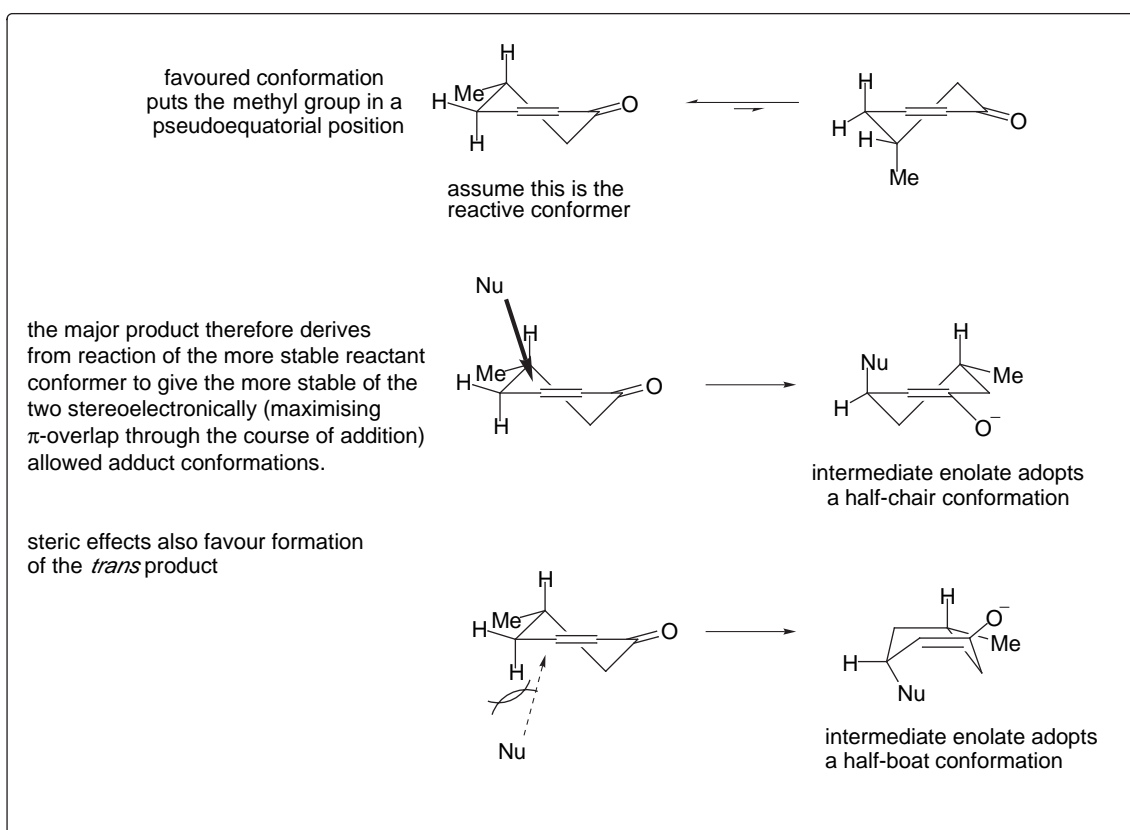 H
favoured conformation
puts the methyl group in a
pseudoequatorial position
Me
H
H
O
H
H
H
Me
O
assume this is the
reactive conformer
Nu
the major product therefore derives
from reaction of the more stable reactant
conformer to give the more stable of the
two stereoelectronically (maximising
π-overlap through the course of addition)
allowed adduct conformations.
H
Me
H
H
O
H
Nu
Me
H
O−
intermediate enolate adopts
a half-chair conformation
steric effects also favour formation
of the trans product
H
Me
H
H
O
Nu
H
O−
Me
H
Nu
intermediate enolate adopts
a half-boat conformation